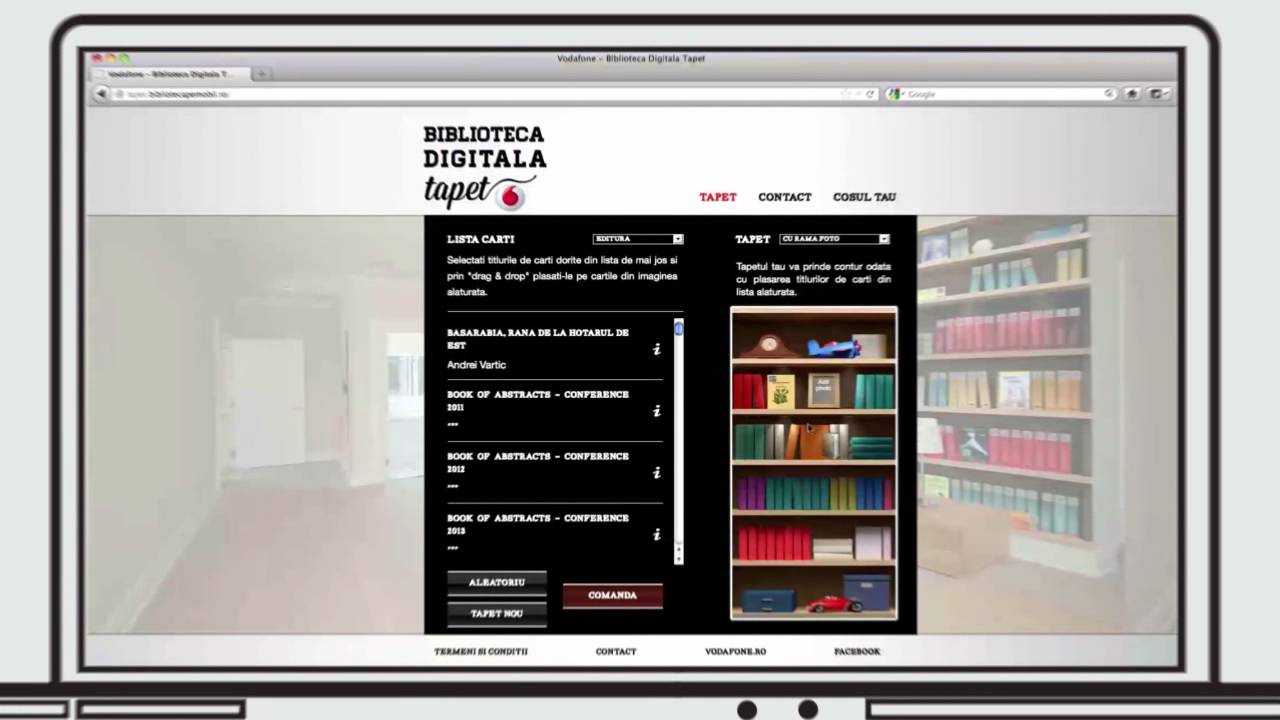 Vodafone - Biblioteca Digitala Tapet
Vodafone - Biblioteca Digitala T...
Google
BIBLIOTECA
DIGITALA
tapet
TAPET CONTACT COSUL TAU
LISTA CARTI EDITURA
Selectati titlurile de carti dorite din lista de mai jos si
prin "drag & drop" plasati-le pe cartile din imaginea
alaturata.
BASARABIA, RANA DE LA HOTARUL DE
EST
Andrei Vartic
BOOK OF ABSTRACTS - CONFERENCE
2011
***
BOOK OF ABSTRACTS - CONFERENCE
2012
***
BOOK OF ABSTRACTS - CONFERENCE
2013
***
ALEATORIU
TAPET NOU
COMANDA
TAPET CU RAMA FOTO
Tapetul tau va prinde contur odata
cu plasarea titlurilor de carti din
lista alaturata.
Add
photo
TERMENI SI CONDITII CONTACT VODAFONE.RO FACEBOOK